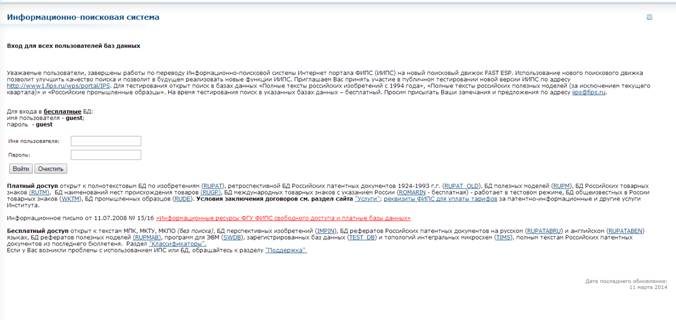 Информационно-поисковая система
Вход для всех пользователей баз данных
Уважаемые пользователи, завершены работы по переводу Информационно-поисковой системы Интернет портала ФИПС (ИИПС) на новый поисковый движок FAST ESP. Использование нового поискового движка
позволит улучшить качество поиска и позволит в будущем реализовать новые функции ИИПС. Приглашаем Вас принять участие в публичном тестировании новой версии ИИПС по адресу
http://www1.fips.ru/wps/portal/IPS. Для тестирования открыт поиск в базах данных «Полные тексты российских изобретений с 1994 года», «Полные тексты российских полезных моделей (за исключением текущего
квартала)» и «Российские промышленные образцы». На время тестирования поиск в указанных базах данных – бесплатный. Просим присылать Ваши замечания и предложения по адресу ips@fips.ru.
Для входа в бесплатные БД:
имя пользователя - guest;
пароль - guest
Имя пользователя:
Пароль:
Войти Очистить
Платный доступ открыт к полнотекстовым БД по изобретениям (RUPAT), ретроспективной БД Российских патентных документов 1924-1993 г.г. (RUPAT_OLD), БД полезных моделей (RUPM), БД Российских товарных
знаков (RUTM), БД наименований мест происхождения товаров (RUGP), БД международных товарных знаков с указанием России (ROMARIN - бесплатная) - работает в тестовом режиме, БД общеизвестных в России
товарных знаков (WKTM), БД промышленных образцов (RUDE). Условия заключения договоров см. раздел сайта "Услуги"; реквизиты ФИПС для уплаты тарифов за патентно-информационные и другие услуги
Института.
Информационное письмо от 11.07.2008 № 15/16 «Информационные ресурсы ФГУ ФИПС свободного доступа и платные базы данных»
Бесплатный доступ открыт к текстам МПК, МКТУ, МКПО (без поиска), БД перспективных изобретений (IMPIN), БД рефератов Российских патентных документов на русском (RUPATABRU) и английском (RUPATABEN)
языках, БД рефератов полезных моделей (RUPMAB), программ для ЭВМ (SWDB), зарегистрированных баз данных (TEST_DB) и топологий интегральных микросхем (TIMS), полным текстам Российских патентных
документов из последнего бюллетеня. Раздел "Классификаторы".
Если у Вас возникли проблемы с использованием ИПС или БД, обращайтесь к разделу "Поддержка"
Дата последнего обновления:
11 марта 2014